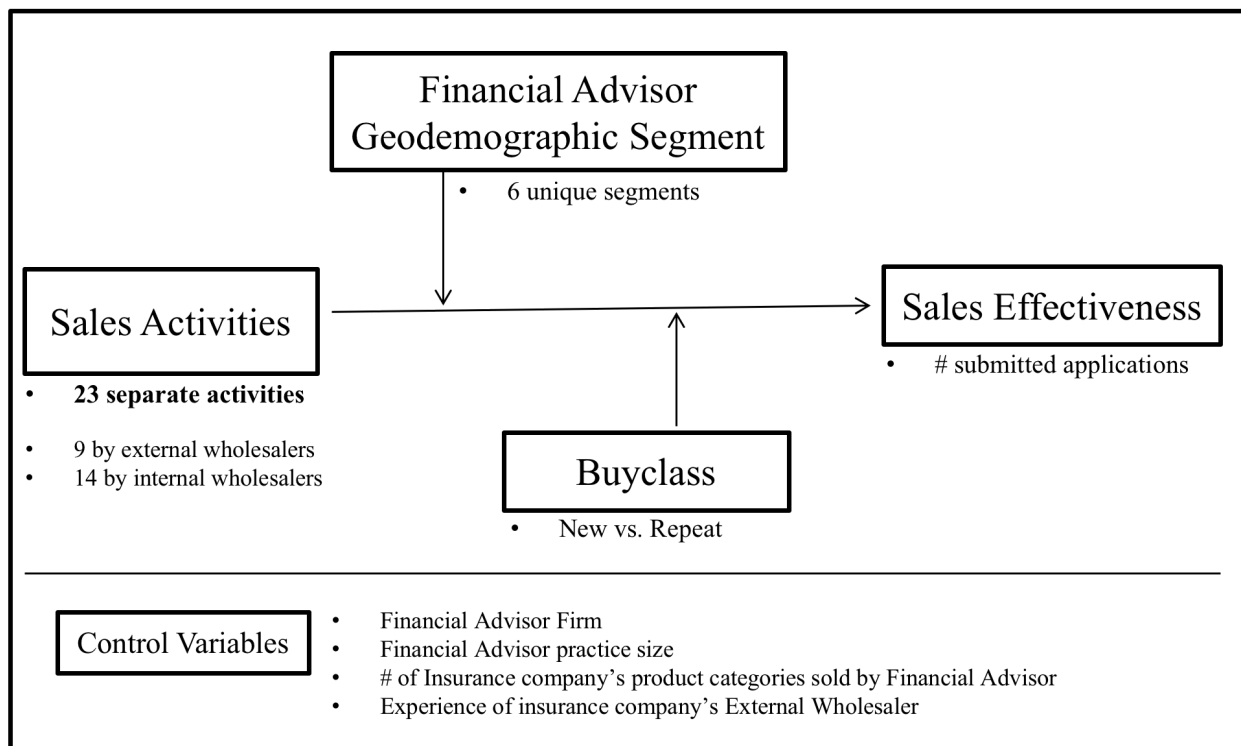 Financial Advisor
Geodemographic Segment
• 6 unique segments
Sales Activities
• 23 separate activities
• 9 by external wholesalers
• 14 by internal wholesalers
Sales Effectiveness
• # submitted applications
Buyclass
• New vs. Repeat
Control Variables
• Financial Advisor Firm
• Financial Advisor practice size
• # of Insurance company’s product categories sold by Financial Advisor
• Experience of insurance company’s External Wholesaler